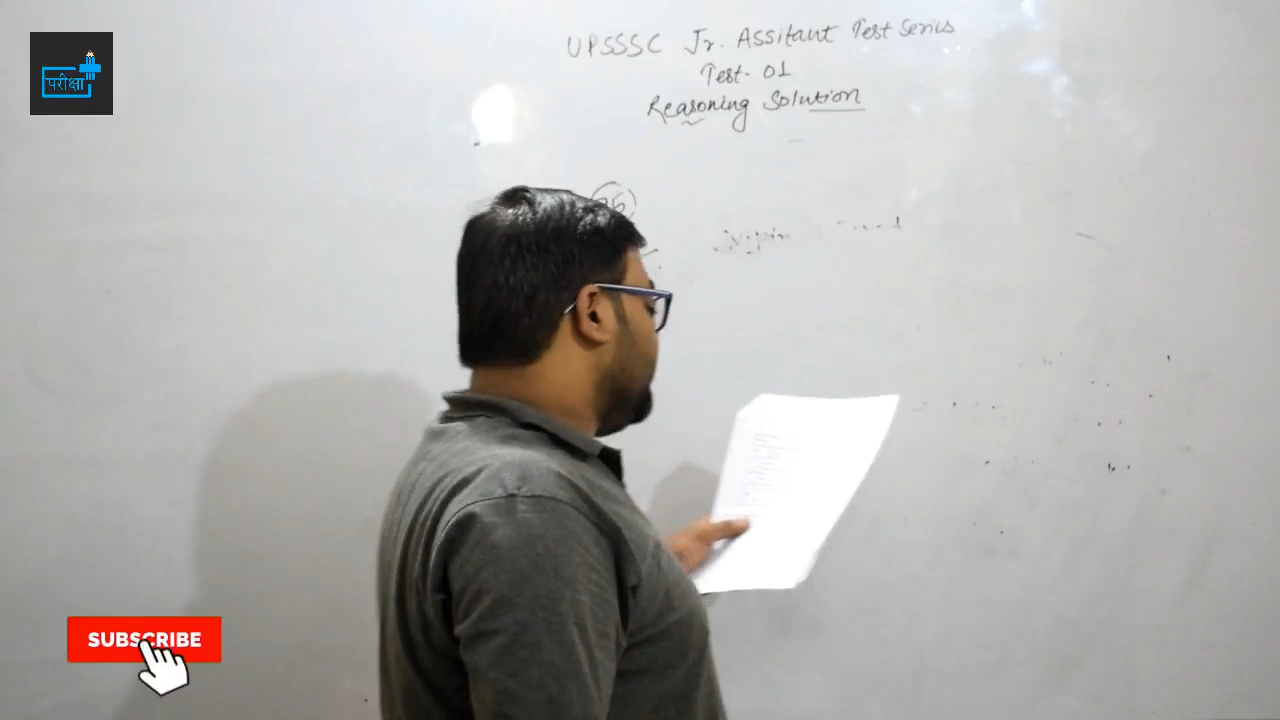 UPSSSC Jr. Assitant Test Series
Test-01
Reasoning Solution
परीक्षा
SUBSCRIBE